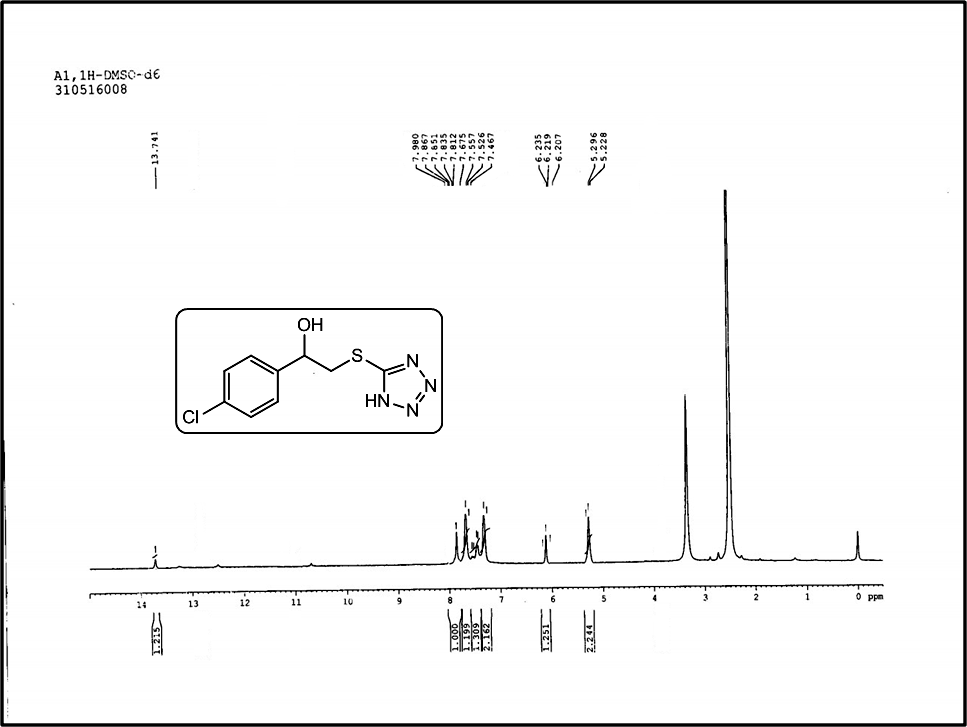 A1,1H-DMSO-d6
310516008
13.741
7.980
7.867
7.851
7.835
7.812
7.675
7.557
7.526
7.467
6.235
6.219
6.207
5.296
5.228
OH
S
N
N
N
HN
Cl
14 13 12 11 10 9 8 7 6 5 4 3 2 1 0 ppm
1.215
1.000
1.199
1.309
2.162
1.251
2.244